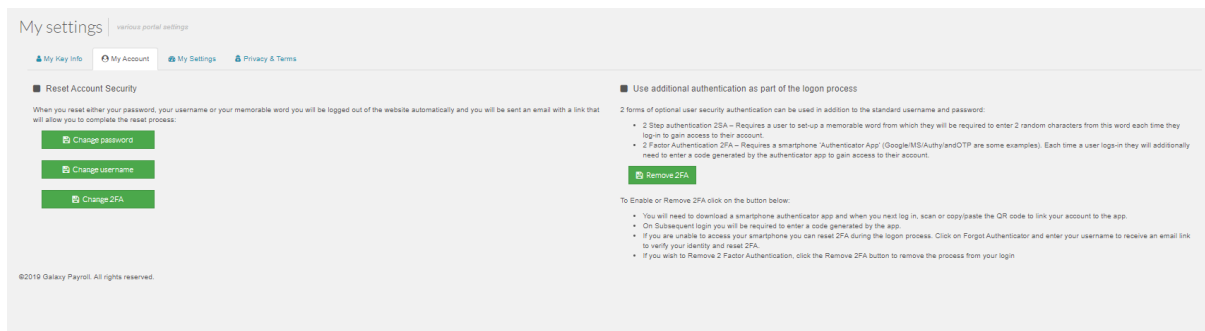 My settings various portal settings
My Key Info My Account My Settings Privacy & Terms
Reset Account Security
When you reset either your password, your username or your memorable word you will be logged out of the website automatically and you will be sent an email with a link that
will allow you to complete the reset process:
Change password
Change username
Change 2FA
Use additional authentication as part of the logon process
2 forms of optional user security authentication can be used in addition to the standard username and password:
• 2 Step authentication 2SA – Requires a user to set-up a memorable word from which they will be required to enter 2 random characters from this word each time they
log-in to gain access to their account.
• 2 Factor Authentication 2FA – Requires a smartphone 'Authenticator App' (Google/MS/Authy/andOTP are some examples). Each time a user logs-in they will additionally
need to enter a code generated by the authenticator app to gain access to their account.
Remove 2FA
To Enable or Remove 2FA click on the button below:
• You will need to download a smartphone authenticator app and when you next log in, scan or copy/paste the QR code to link your account to the app.
• On Subsequent login you will be required to enter a code generated by the app.
• If you are unable to access your smartphone you can reset 2FA during the logon process. Click on Forgot Authenticator and enter your username to receive an email link
to verify your identity and reset 2FA.
• If you wish to Remove 2 Factor Authentication, click the Remove 2FA button to remove the process from your login
©2019 Galaxy Payroll. All rights reserved.